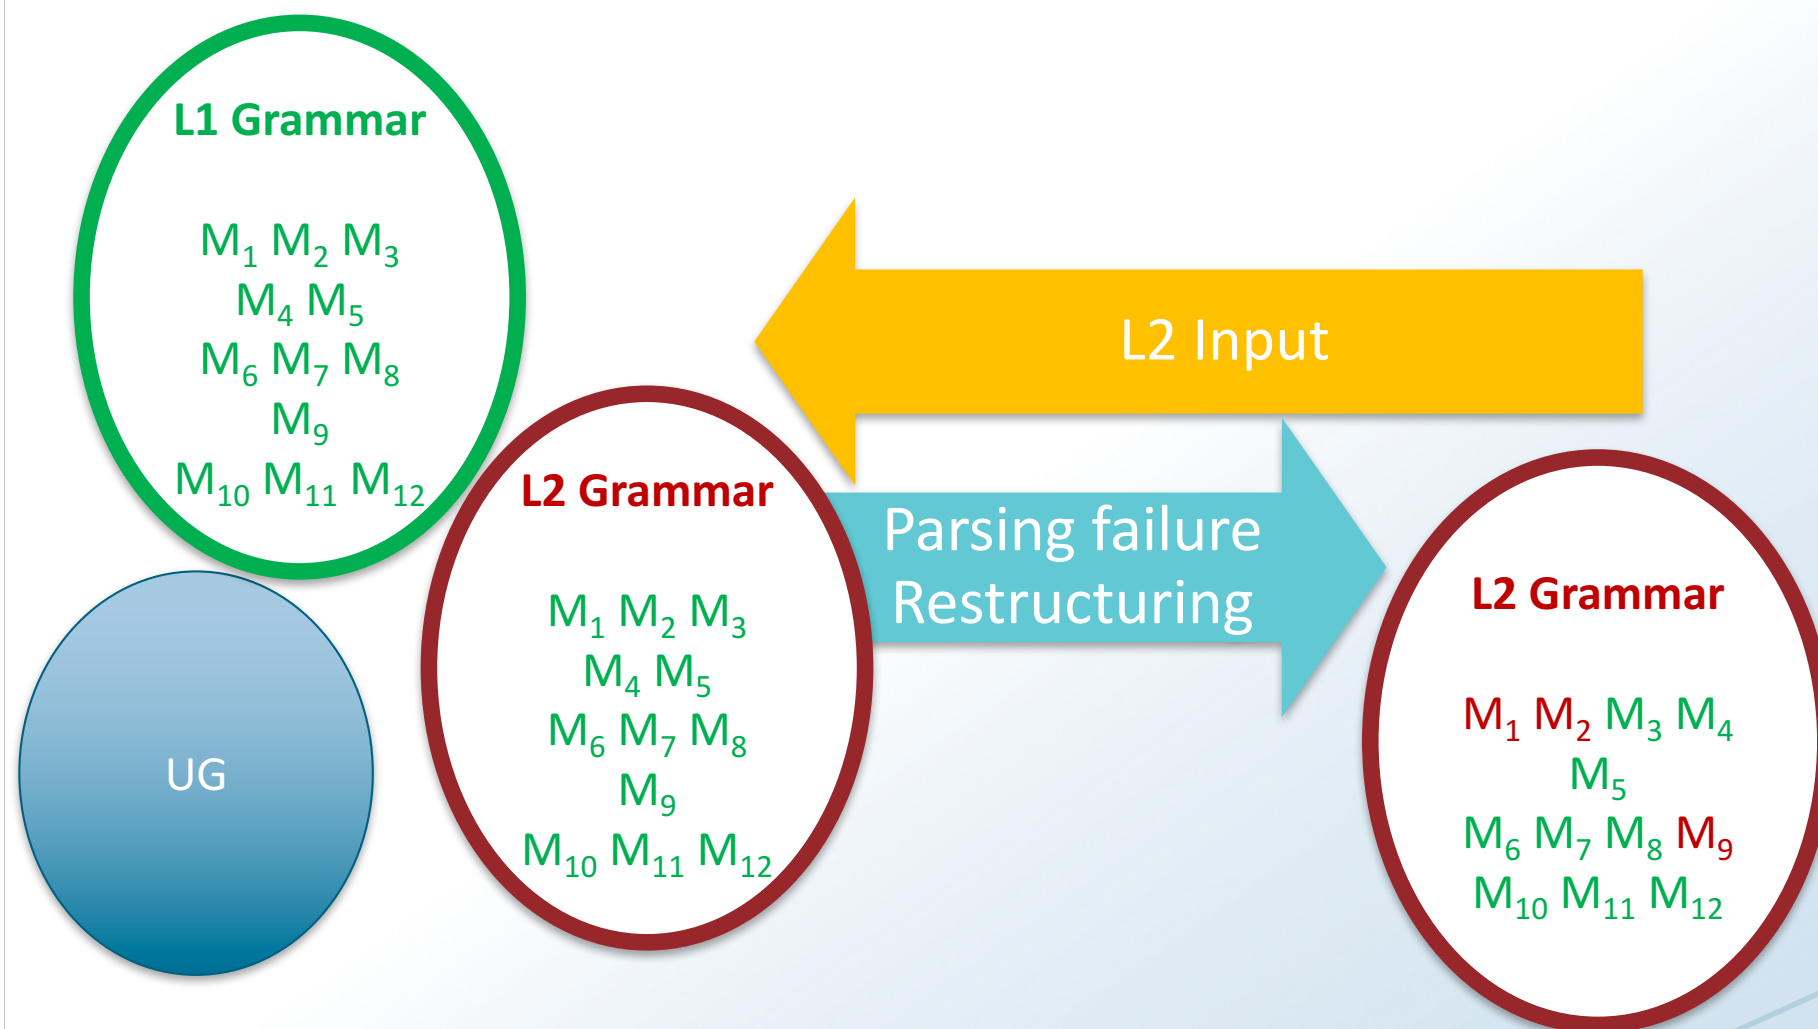 L1 Grammar
M₁ M₂ M₃
M₄ M₅
M₆ M₇ M₈
M₉
M₁₀ M₁₁ M₁₂
UG
L2 Grammar
M₁ M₂ M₃
M₄ M₅
M₆ M₇ M₈
M₉
M₁₀ M₁₁ M₁₂
L2 Input
Parsing failure
Restructuring
L2 Grammar
M₁ M₂ M₃ M₄
M₅
M₆ M₇ M₈ M₉
M₁₀ M₁₁ M₁₂